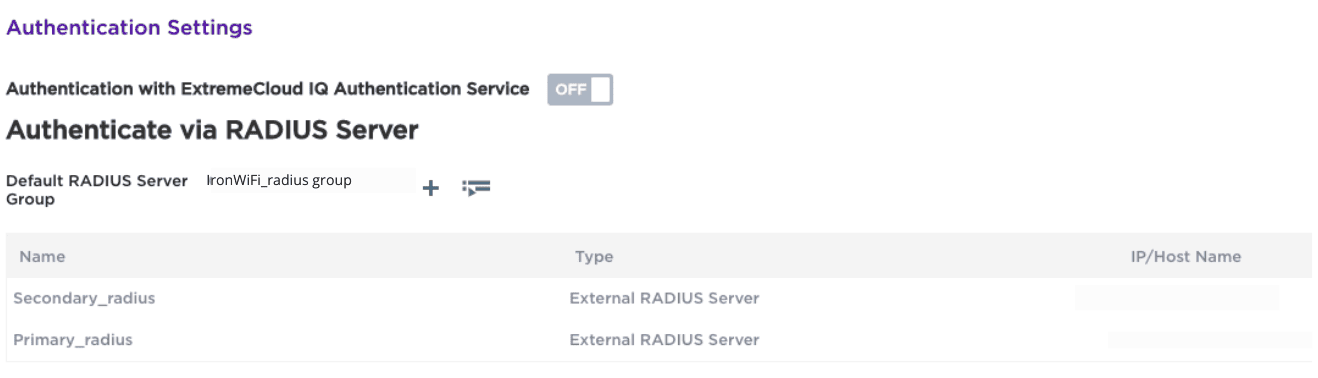 Authentication Settings
Authentication with ExtremeCloud IQ Authentication Service OFF
Authenticate via RADIUS Server
Default RADIUS Server Group IronWiFi_radius group
Name Type IP/Host Name
Secondary_radius External RADIUS Server
Primary_radius External RADIUS Server